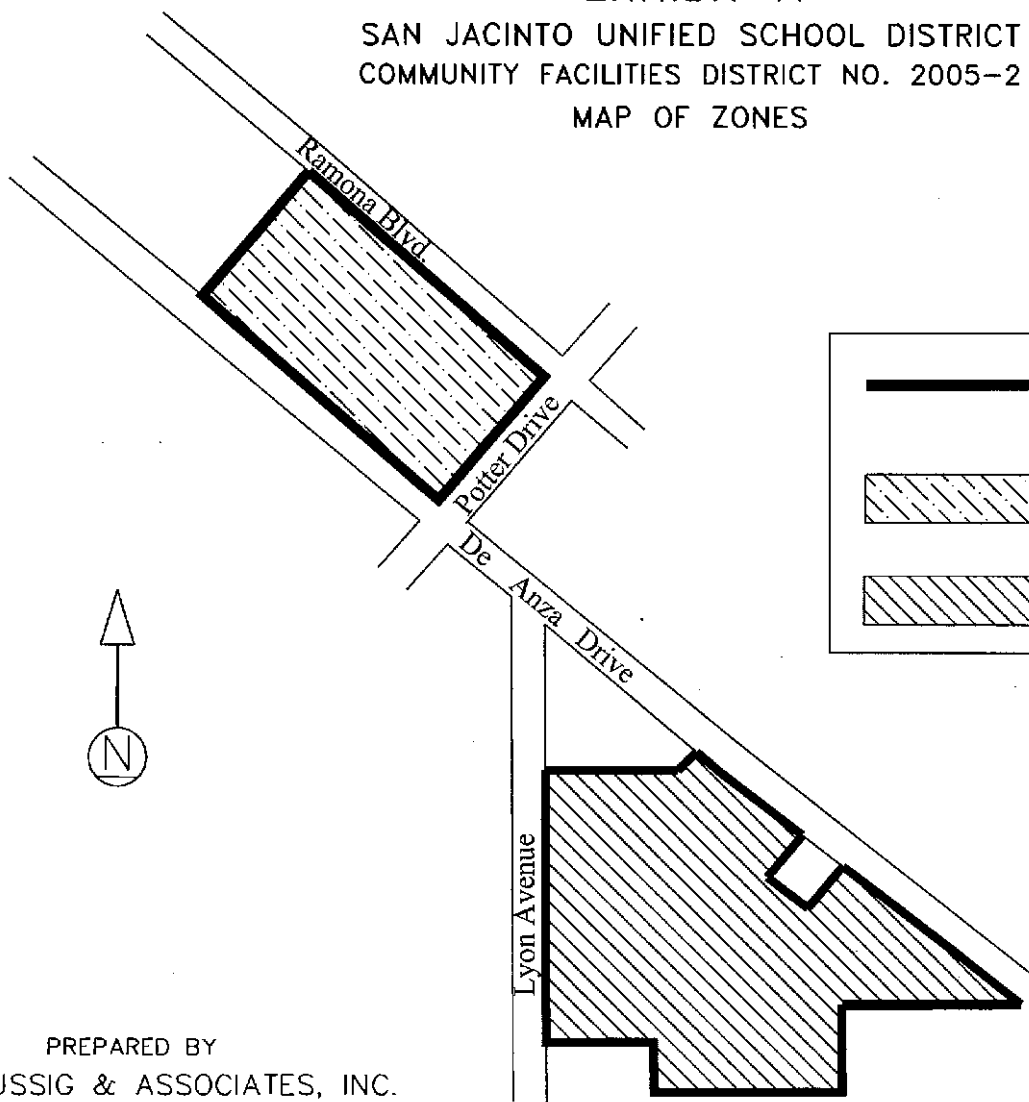 SAN JACINTO UNIFIED SCHOOL DISTRICT
COMMUNITY FACILITIES DISTRICT NO. 2005-2
MAP OF ZONES
Ramona Blvd.
Potter Drive
De Anza Drive
N
Lyon Avenue
PREPARED BY
USSIG & ASSOCIATES, INC.